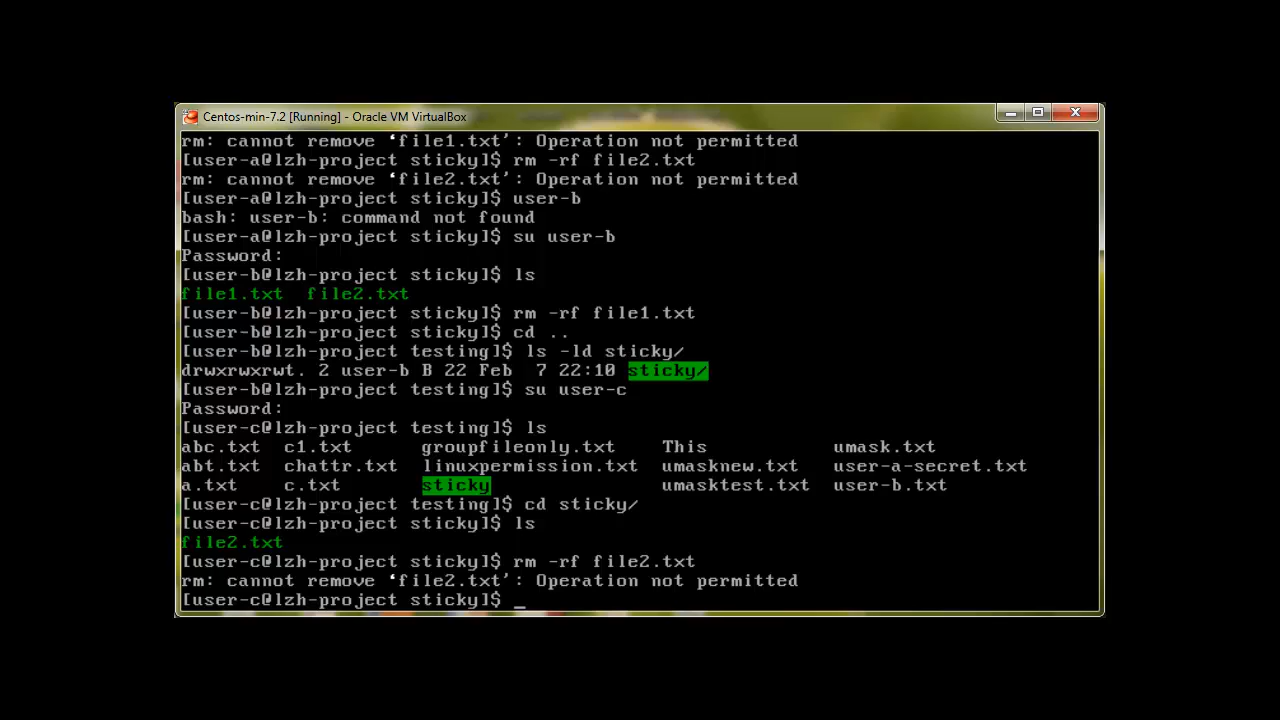 Centos-min-7.2 [Running] - Oracle VM VirtualBox
rm: cannot remove ‘file1.txt’: Operation not permitted
[user-a@lzh-project sticky]$ rm -rf file2.txt
rm: cannot remove ‘file2.txt’: Operation not permitted
[user-a@lzh-project sticky]$ user-b
bash: user-b: command not found
[user-a@lzh-project sticky]$ su user-b
Password:
[user-b@lzh-project sticky]$ ls
file1.txt  file2.txt
[user-b@lzh-project sticky]$ rm -rf file1.txt
[user-b@lzh-project sticky]$ cd ..
[user-b@lzh-project testing]$ ls -ld sticky/
drwxrwxrwt. 2 user-b B 22 Feb  7 22:10 sticky/
[user-b@lzh-project testing]$ su user-c
Password:
[user-c@lzh-project testing]$ ls
abc.txt  c1.txt      groupfileonly.txt    This          umask.txt
abt.txt  chattr.txt  linuxpermission.txt  umasknew.txt  user-a-secret.txt
a.txt    c.txt       sticky               umasktest.txt  user-b.txt
[user-c@lzh-project testing]$ cd sticky/
[user-c@lzh-project sticky]$ ls
file2.txt
[user-c@lzh-project sticky]$ rm -rf file2.txt
rm: cannot remove ‘file2.txt’: Operation not permitted
[user-c@lzh-project sticky]$ _